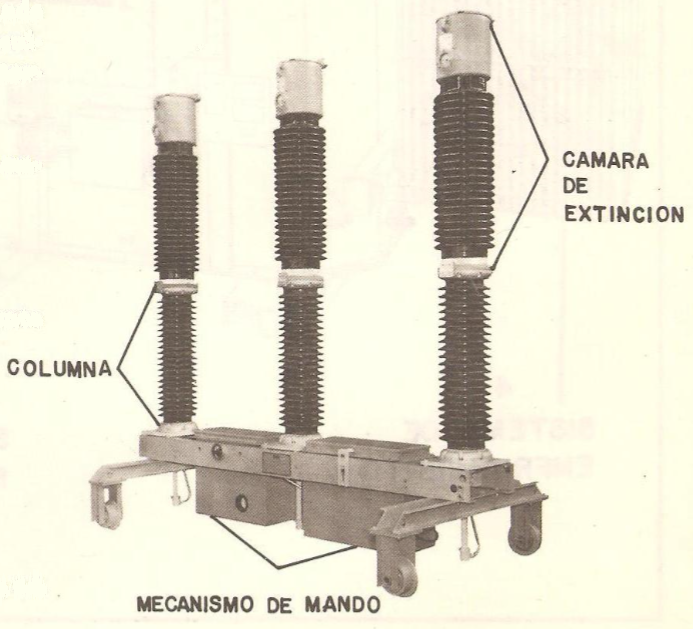 CAMARA
DE
EXTINCION
COLUMNA
MECANISMO DE MANDO